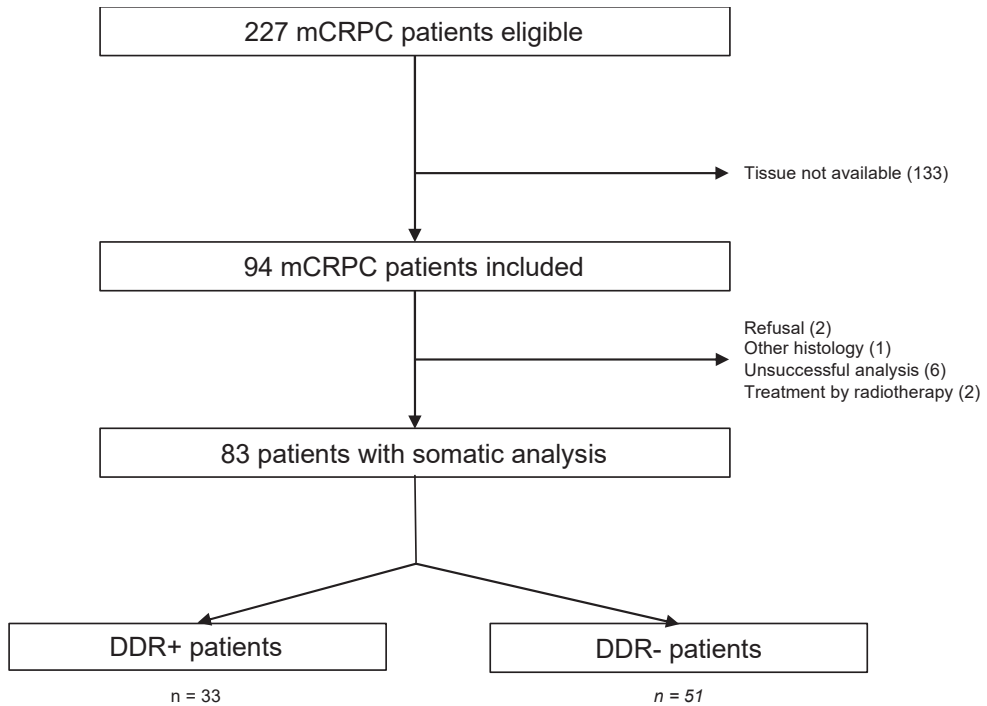 227 mCRPC patients eligible
Tissue not available (133)
94 mCRPC patients included
Refusal (2)
Other histology (1)
Unsuccessful analysis (6)
Treatment by radiotherapy (2)
83 patients with somatic analysis
DDR+ patients
DDR- patients
n = 33
n = 51